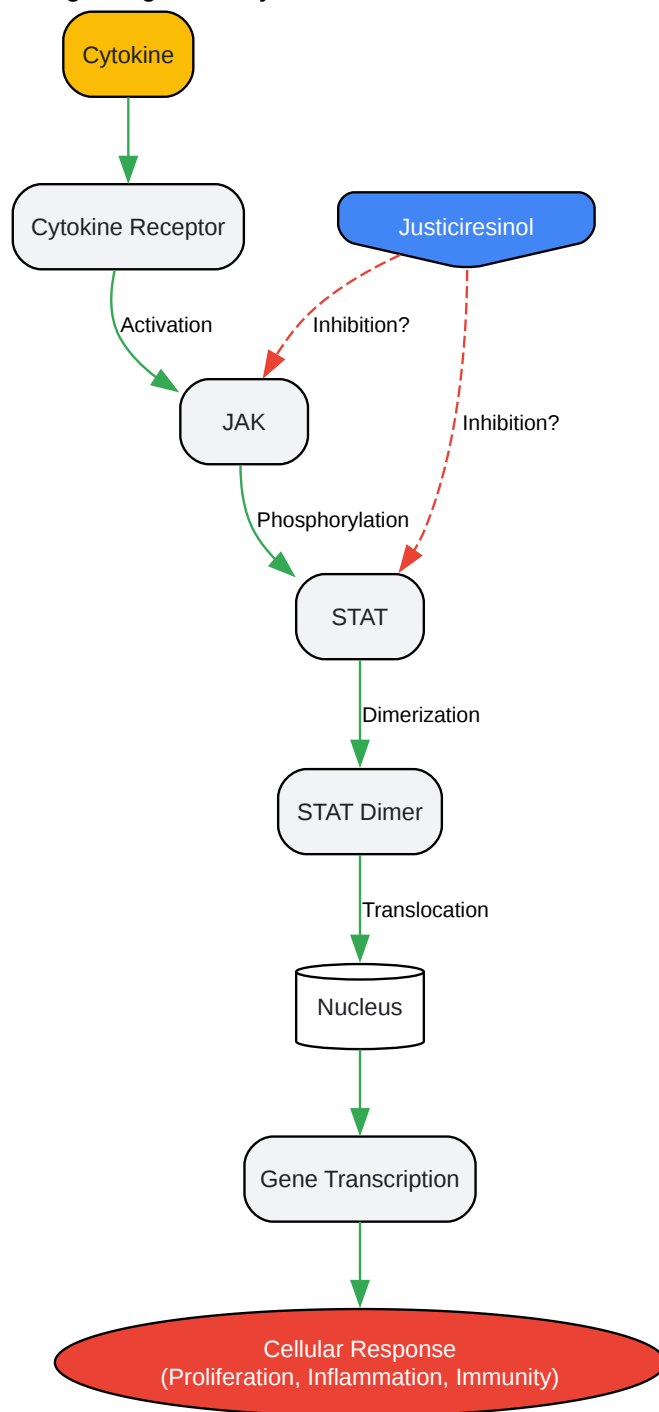 Cytokine
Cytokine Receptor
Justiciresinol
Activation
Inhibition?
JAK
Inhibition?
Phosphorylation
STAT
Dimerization
STAT Dimer
Translocation
Nucleus
Gene Transcription
Cellular Response
(Proliferation, Inflammation, Immunity)